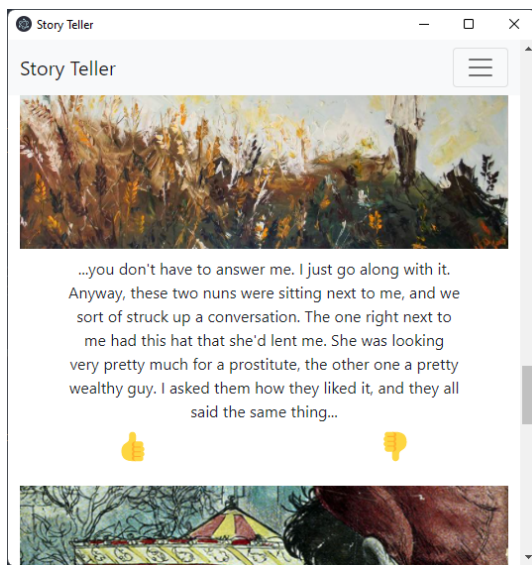 Story Teller
Story Teller
...you don't have to answer me. I just go along with it.
Anyway, these two nuns were sitting next to me, and we
sort of struck up a conversation. The one right next to
me had this hat that she'd lent me. She was looking
very pretty much for a prostitute, the other one a pretty
wealthy guy. I asked them how they liked it, and they all
said the same thing...